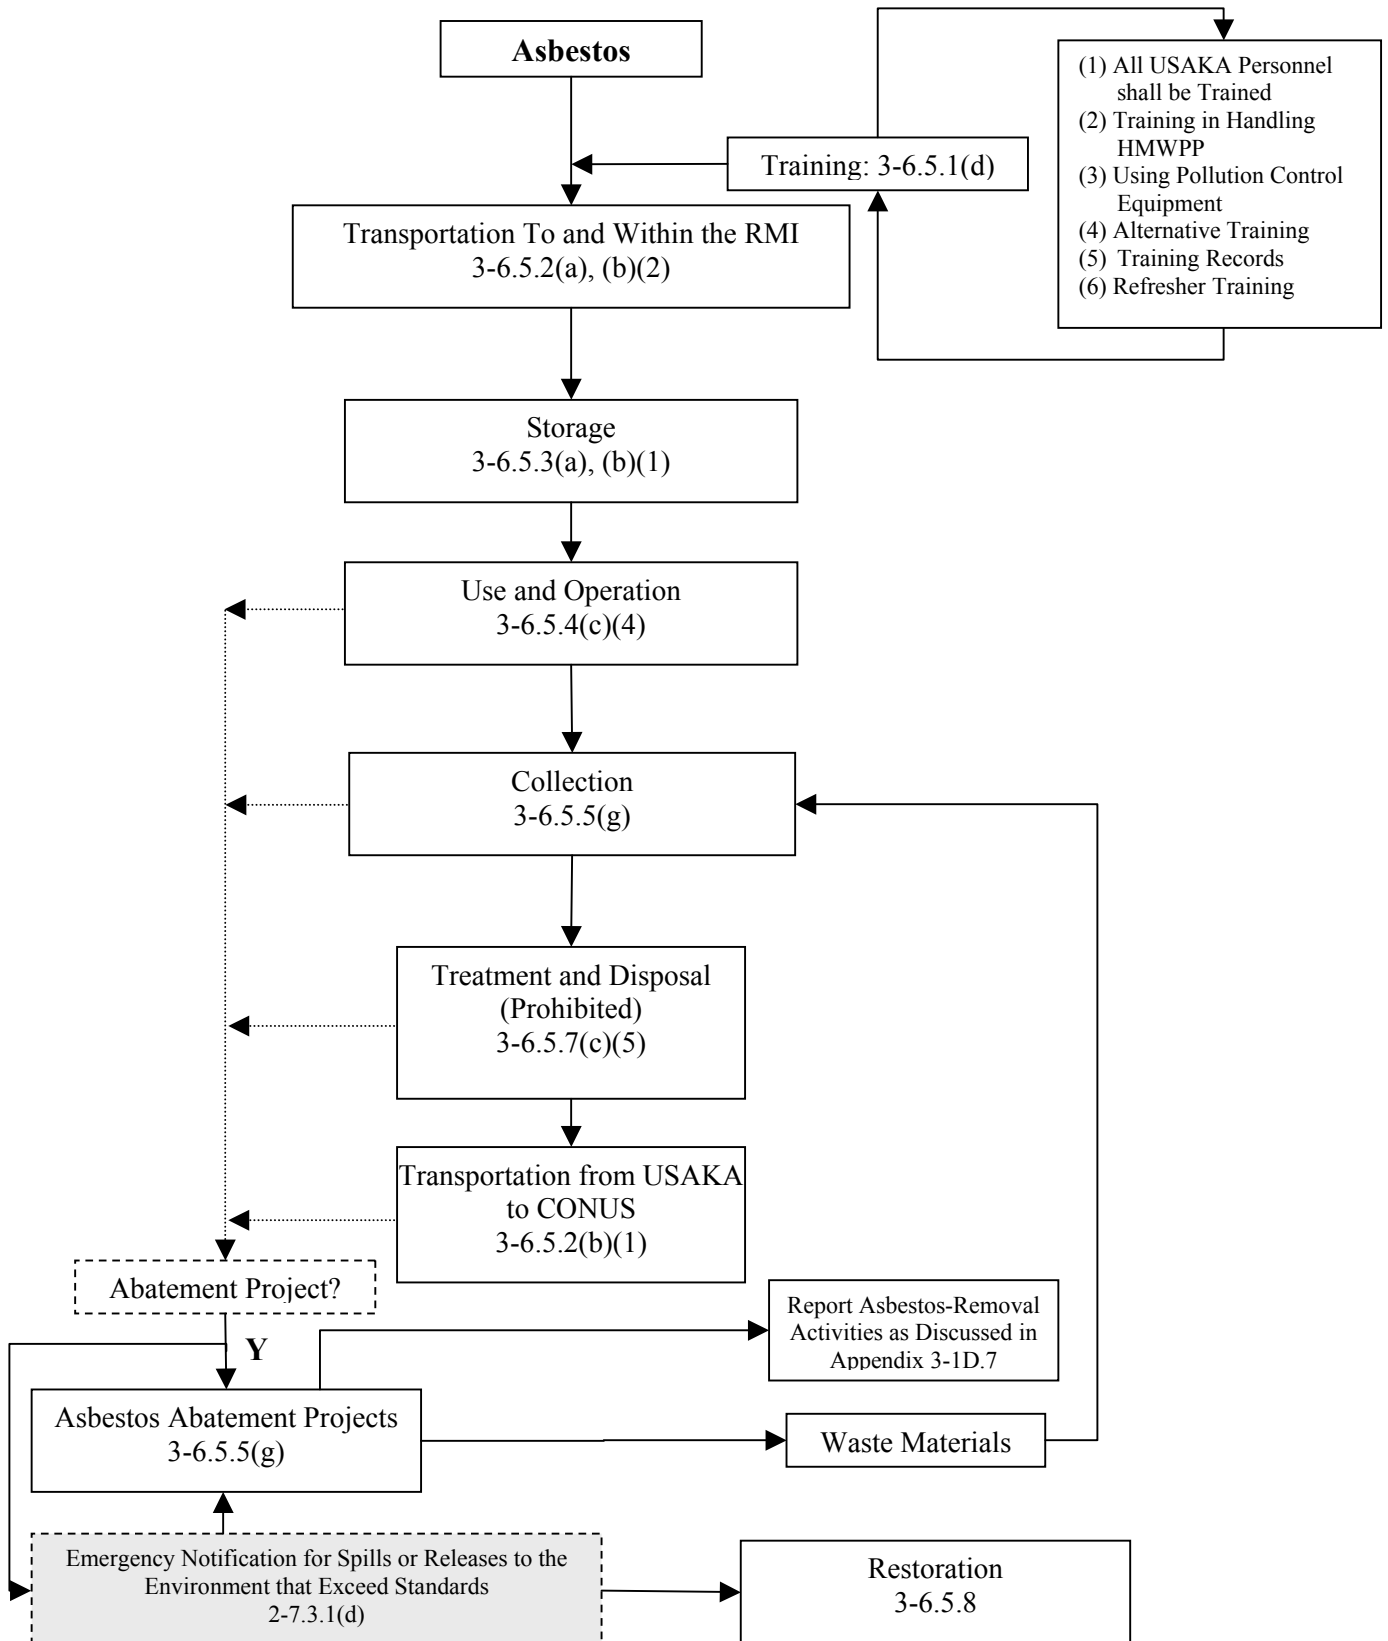 Asbestos
(1) All USAKA Personnel
shall be Trained
(2) Training in Handling
HMWPP
(3) Using Pollution Control
Equipment
(4) Alternative Training
(5) Training Records
(6) Refresher Training
Training: 3-6.5.1(d)
Transportation To and Within the RMI
3-6.5.2(a), (b)(2)
Storage
3-6.5.3(a), (b)(1)
Use and Operation
3-6.5.4(c)(4)
Collection
3-6.5.5(g)
Treatment and Disposal
(Prohibited)
3-6.5.7(c)(5)
Transportation from USAKA
to CONUS
3-6.5.2(b)(1)
Abatement Project?
Y
Report Asbestos-Removal
Activities as Discussed in
Appendix 3-1D.7
Asbestos Abatement Projects
3-6.5.5(g)
Waste Materials
Emergency Notification for Spills or Releases to the
Environment that Exceed Standards
2-7.3.1(d)
Restoration
3-6.5.8